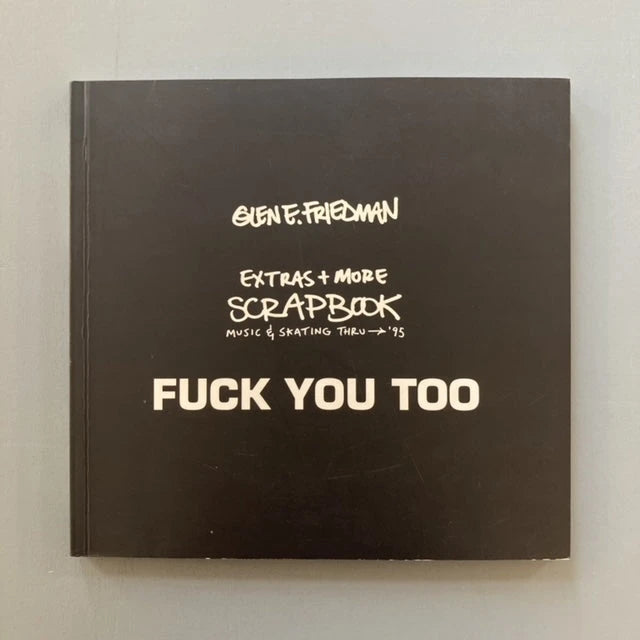 GLEN E. FRIEDMAN
EXTRAS + MORE
SCRAPBOOK
MUSIC & SKATING THRU → '95
FUCK YOU TOO